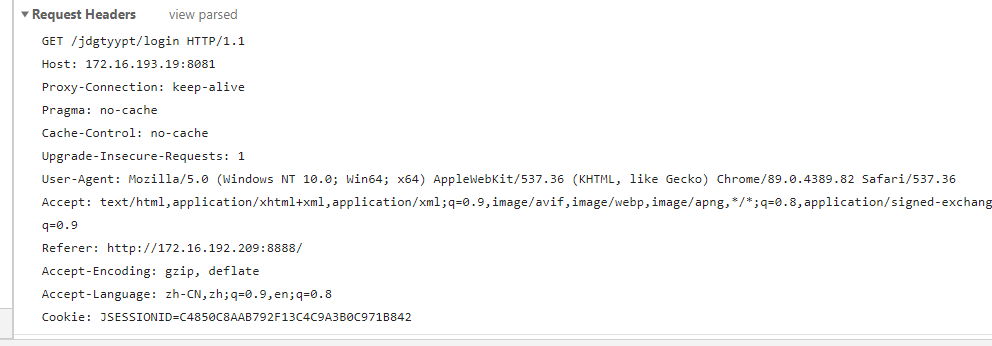 Request Headers view parsed
GET /jdgtyypt/login HTTP/1.1
Host: 172.16.193.19:8081
Proxy-Connection: keep-alive
Pragma: no-cache
Cache-Control: no-cache
Upgrade-Insecure-Requests: 1
User-Agent: Mozilla/5.0 (Windows NT 10.0; Win64; x64) AppleWebKit/537.36 (KHTML, like Gecko) Chrome/89.0.4389.82 Safari/537.36
Accept: text/html,application/xhtml+xml,application/xml;q=0.9,image/avif,image/webp,image/apng,*/*;q=0.8,application/signed-exchang
q=0.9
Referer: http://172.16.192.209:8888/
Accept-Encoding: gzip, deflate
Accept-Language: zh-CN,zh;q=0.9,en;q=0.8
Cookie: JSESSIONID=C4850C8AAB792F13C4C9A3B0C971B842